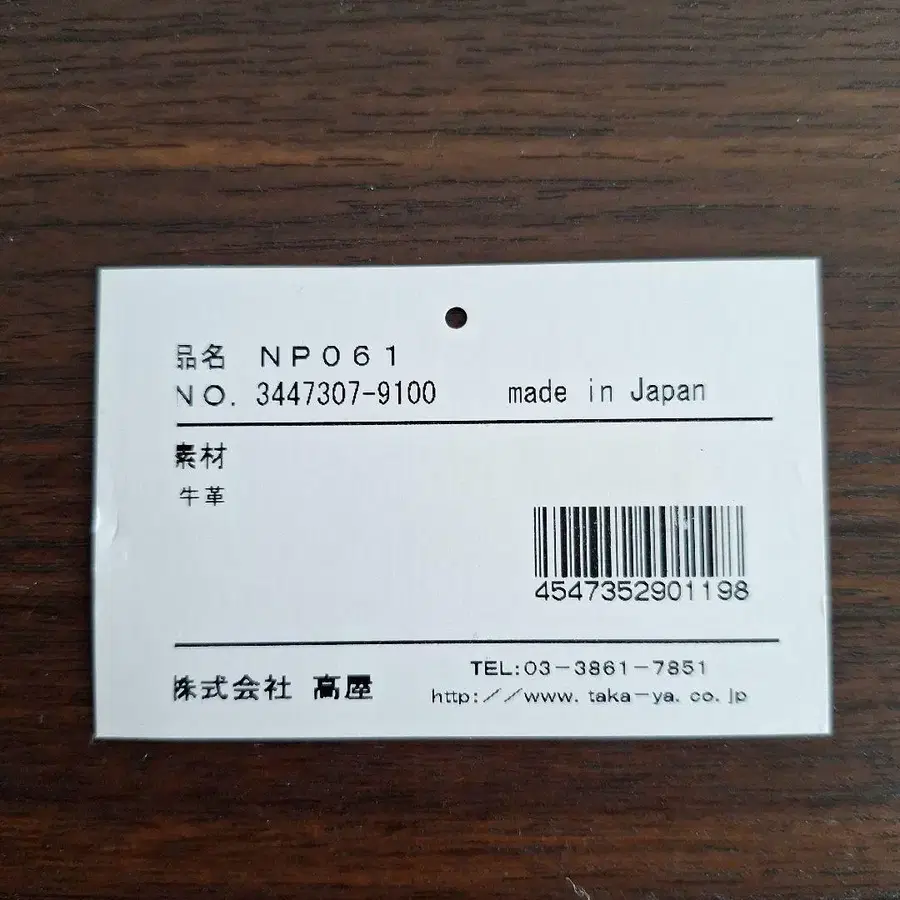 品名 ＮＰ０６１
ＮＯ. 3447307-9100 made in Japan
素材
牛革
4547352901198
株式会社 高屋
TEL:03-3861-7851
http://www.taka-ya.co.jp